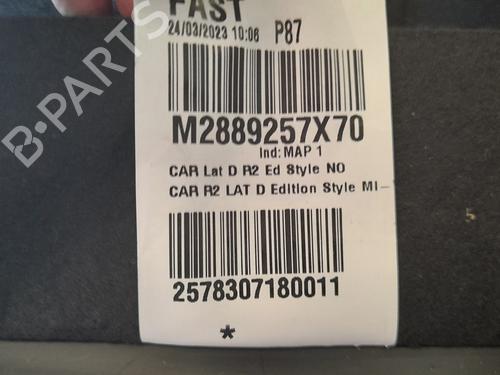 FAST
24/03/2023 10:06 P87
M2889257X70
Ind: MAP 1
CAR Lat D R2 Ed Style NO
CAR R2 LAT D Edition Style MI-
2578307180011
*
B-PARTS